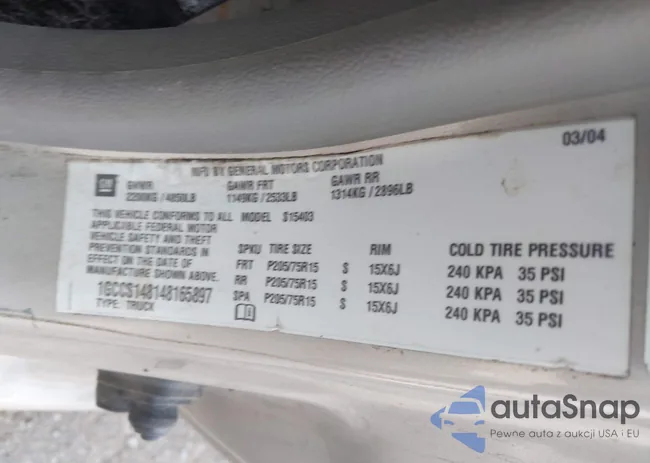 03/04
MFD BY GENERAL MOTORS CORPORATION
GM GVWR GAWR FRT GAWR RR
2200KG/4850LB 1149KG/2533LB 1314KG/2896LB
THIS VEHICLE CONFORMS TO ALL MODEL S15403
APPLICABLE FEDERAL MOTOR
VEHICLE SAFETY AND THEFT
PREVENTION STANDARDS IN
EFFECT ON THE DATE OF
MANUFACTURE SHOWN ABOVE.
1GCCS148148165897
TYPE: TRUCK
TIRE SIZE RIM COLD TIRE PRESSURE
FRT P205/75R15 S 15X6J 240 KPA 35 PSI
RR P205/75R15 S 15X6J 240 KPA 35 PSI
SPA P205/75R15 S 15X6J 240 KPA 35 PSI
autaSnap
Pewne auta z aukcji USA i EU